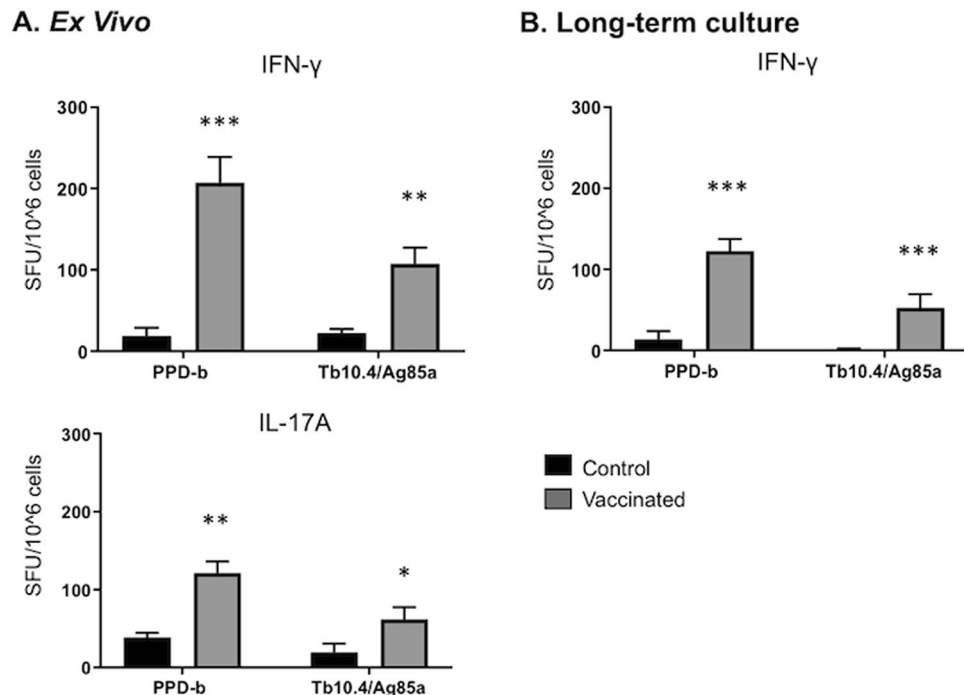 A. Ex Vivo
IFN-γ
SFU/10^6 cells
300
200
100
0
***
**
PPD-b
Tb10.4/Ag85a
IL-17A
SFU/10^6 cells
300
200
100
0
**
*
PPD-b
Tb10.4/Ag85a
B. Long-term culture
IFN-γ
SFU/10^6 cells
300
200
100
0
***
***
PPD-b
Tb10.4/Ag85a
Control
Vaccinated